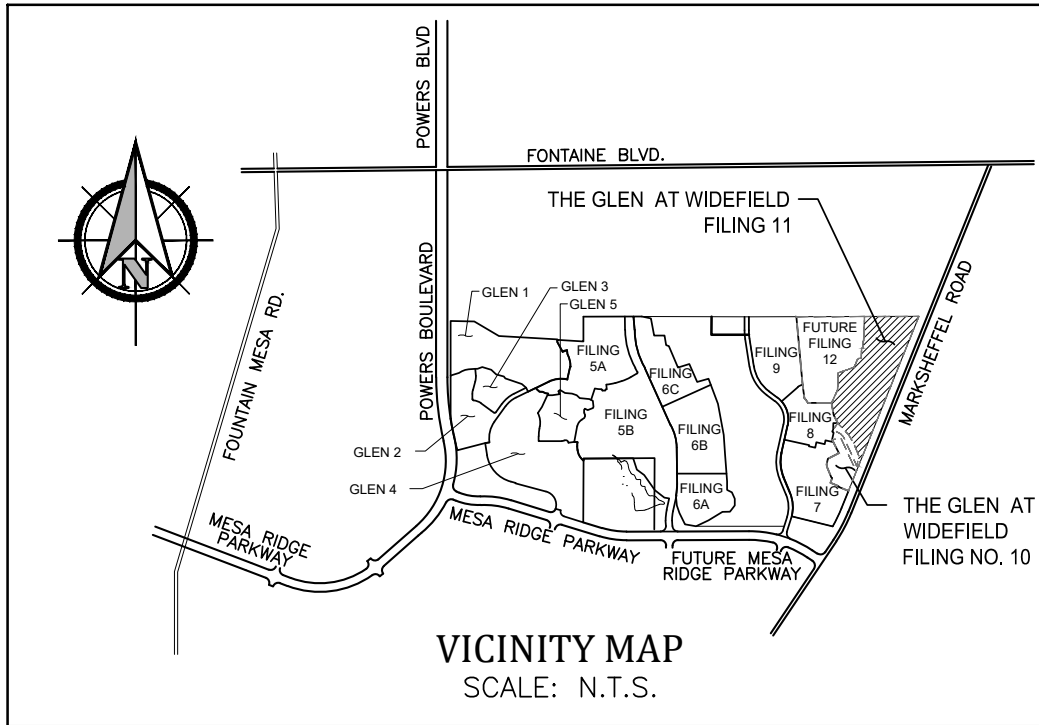 POWERS BLVD
FONTAINE BLVD.
THE GLEN AT WIDEFIELD
FILING 11
N
FOUNTAIN MESA RD.
POWERS BOULEVARD
MARKSHEFFEL ROAD
GLEN 1
GLEN 3
GLEN 5
FILING
5A
FILING
6C
FILING
9
FUTURE
FILING
12
GLEN 2
GLEN 4
FILING
5B
FILING
6B
FILING
8
FILING
6A
FILING
7
THE GLEN AT
WIDEFIELD
FILING NO. 10
MESA RIDGE
PARKWAY
MESA RIDGE PARKWAY
FUTURE MESA
RIDGE PARKWAY
VICINITY MAP
SCALE: N.T.S.